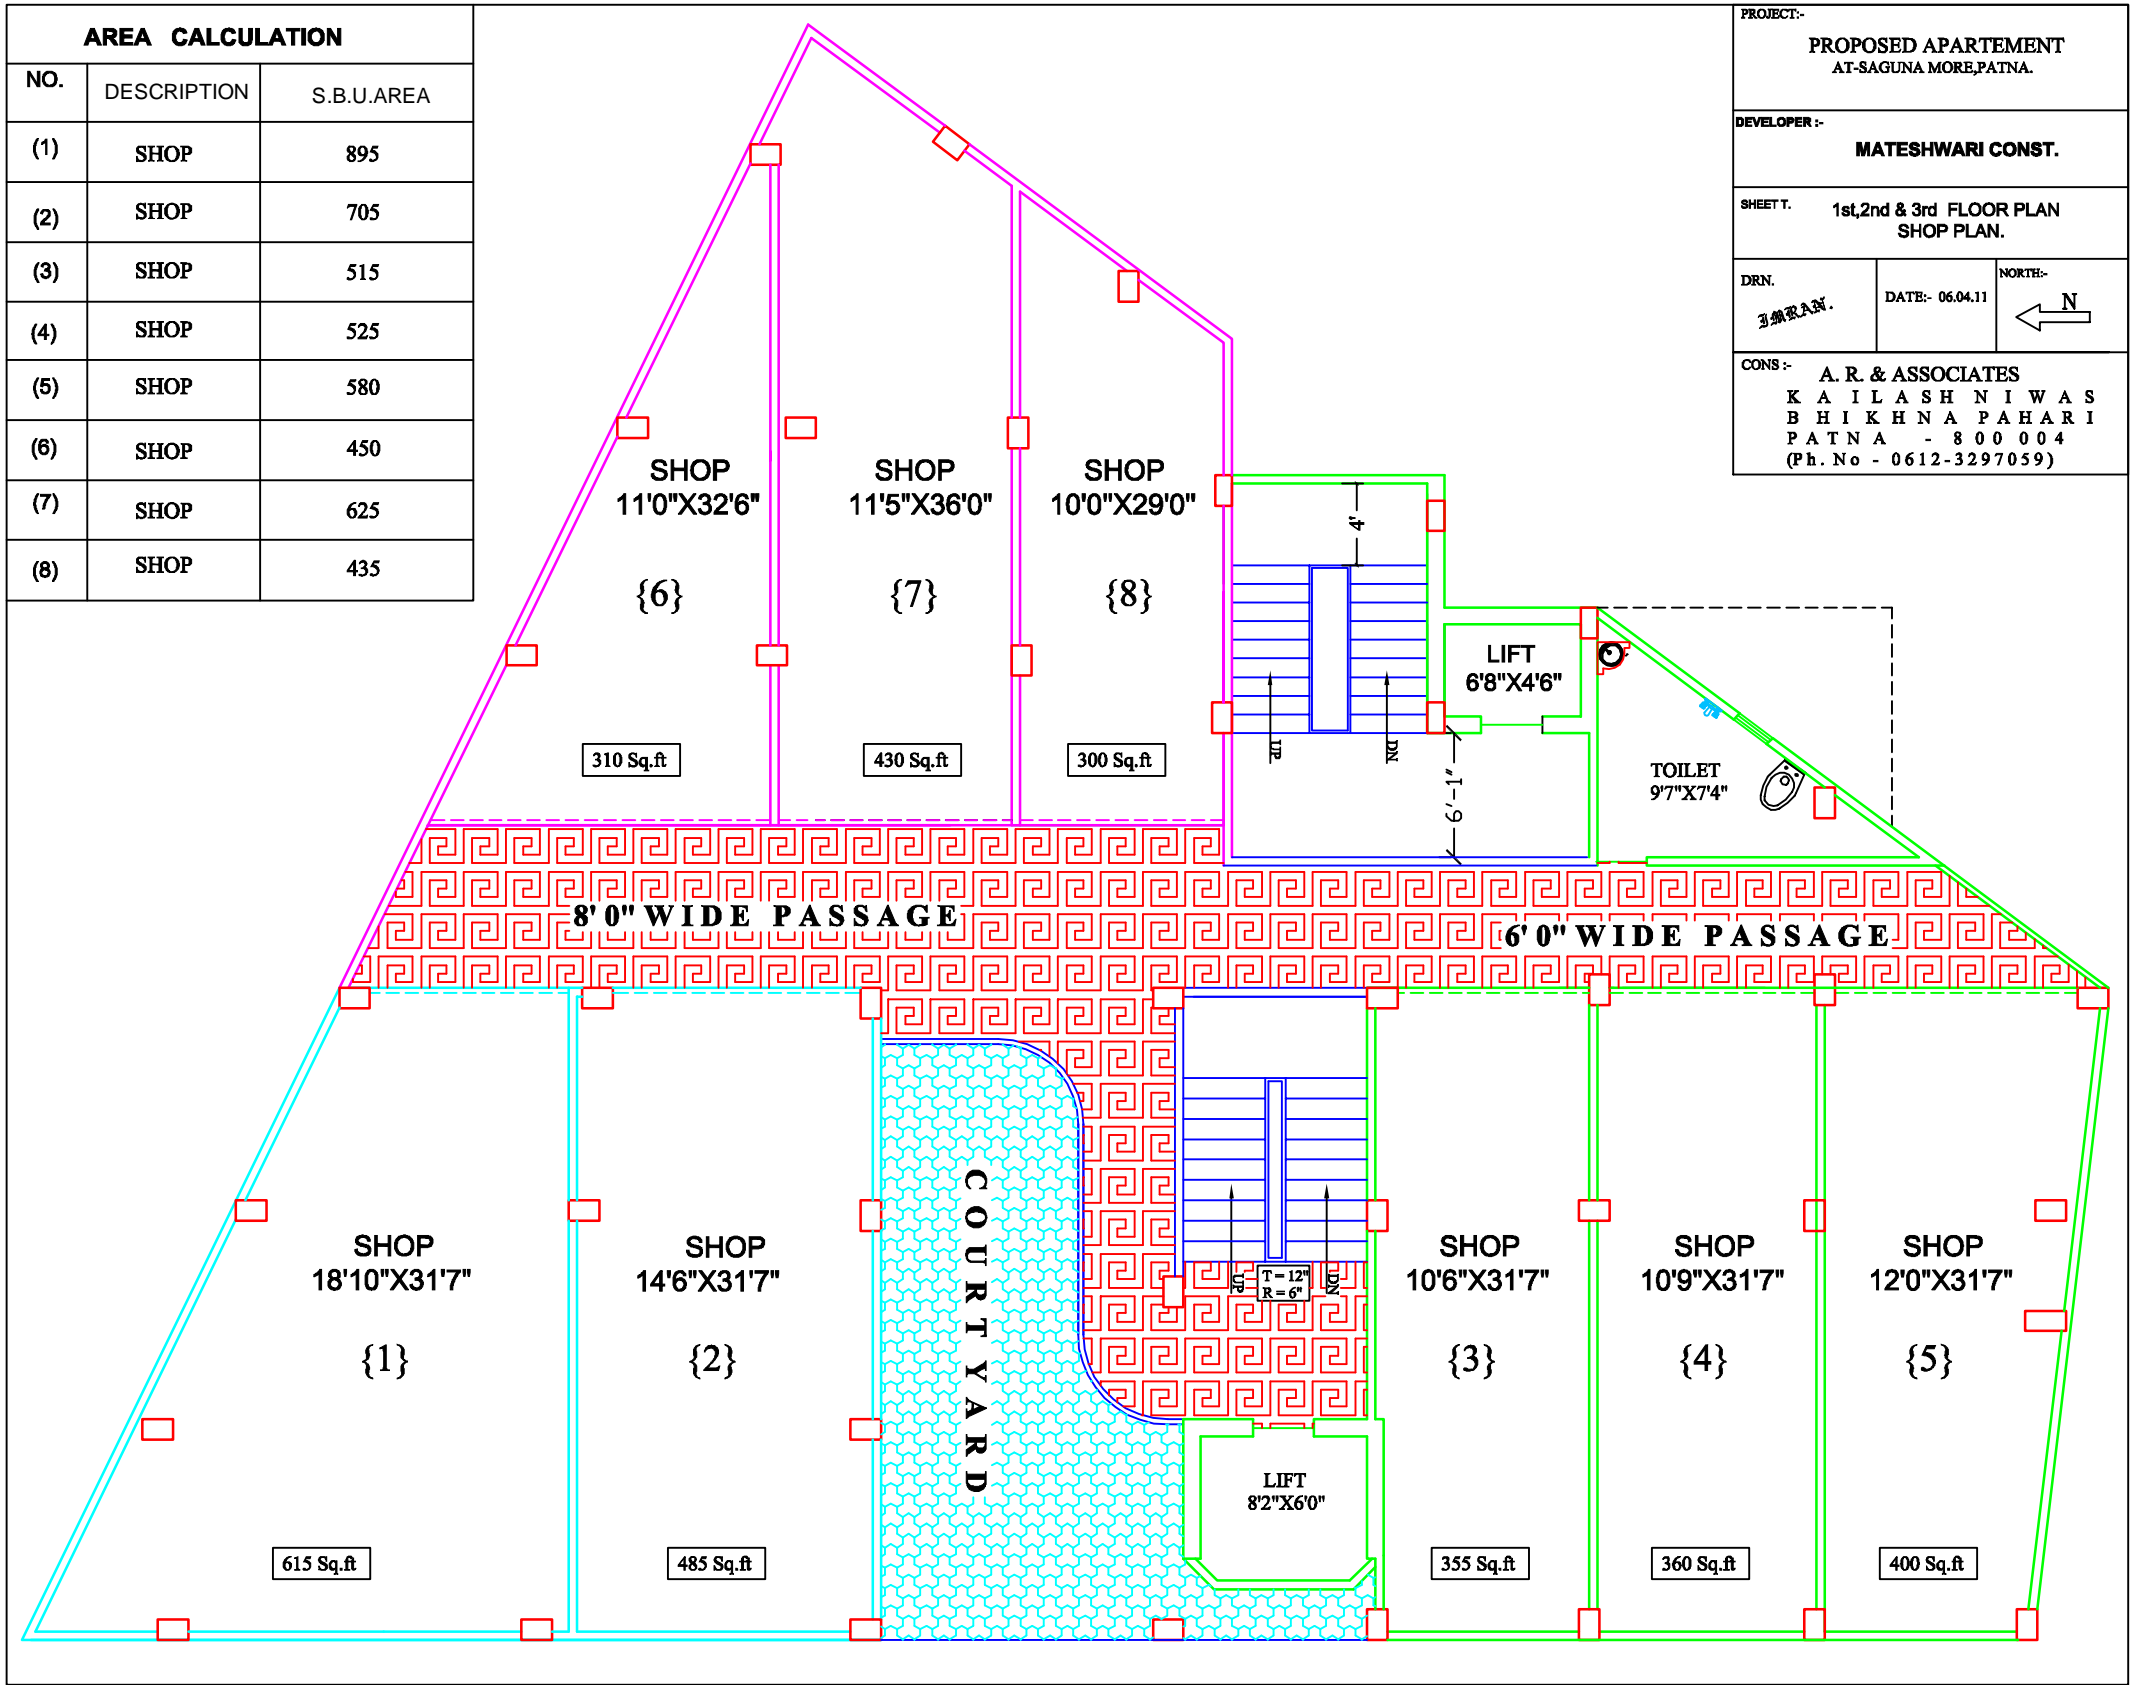 AREA CALCULATION
NO. DESCRIPTION S.B.U.AREA
(1) SHOP 895
(2) SHOP 705
(3) SHOP 515
(4) SHOP 525
(5) SHOP 580
(6) SHOP 450
(7) SHOP 625
(8) SHOP 435
PROJECT:-
PROPOSED APARTEMENT
AT-SAGUNA MORE,PATNA.
DEVELOPER :-
MATESHWARI CONST.
SHEET T. 1st,2nd & 3rd FLOOR PLAN
SHOP PLAN.
DRN.
IMRAN.
DATE:- 06.04.11
NORTH:-
N
CONS :-
A. R. & ASSOCIATES
KAILASH NIWAS
BHIKHNA PAHARI
PATNA - 800 004
(Ph. No - 0612-3297059)
SHOP
11'0"X32'6"
{6}
310 Sq.ft
SHOP
11'5"X36'0"
{7}
430 Sq.ft
SHOP
10'0"X29'0"
{8}
300 Sq.ft
4'
UP
DN
LIFT
6'8"X4'6"
6'-1"
TOILET
9'7"X7'4"
8'0" WIDE PASSAGE
6'0" WIDE PASSAGE
SHOP
18'10"X31'7"
{1}
615 Sq.ft
SHOP
14'6"X31'7"
{2}
485 Sq.ft
COURTYARD
UP
T = 12"
R = 6"
DN
LIFT
8'2"X6'0"
SHOP
10'6"X31'7"
{3}
355 Sq.ft
SHOP
10'9"X31'7"
{4}
360 Sq.ft
SHOP
12'0"X31'7"
{5}
400 Sq.ft